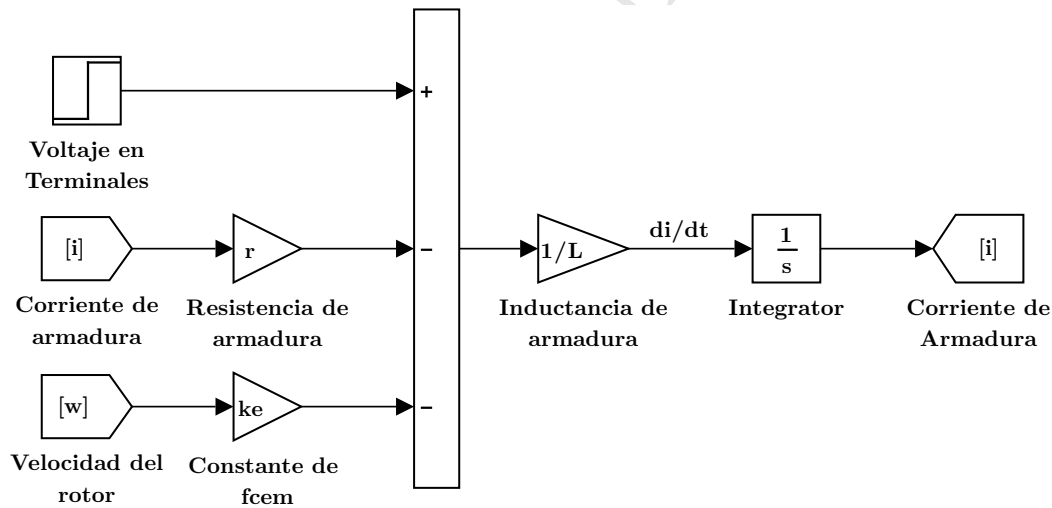 +
Voltaje en
Terminales
[i]
r
−
1/L
di/dt
1
s
[i]
Corriente de
armadura
Resistencia de
armadura
Inductancia de
armadura
Integrator
Corriente de
Armadura
[w]
ke
−
Velocidad del
rotor
Constante de
fcem